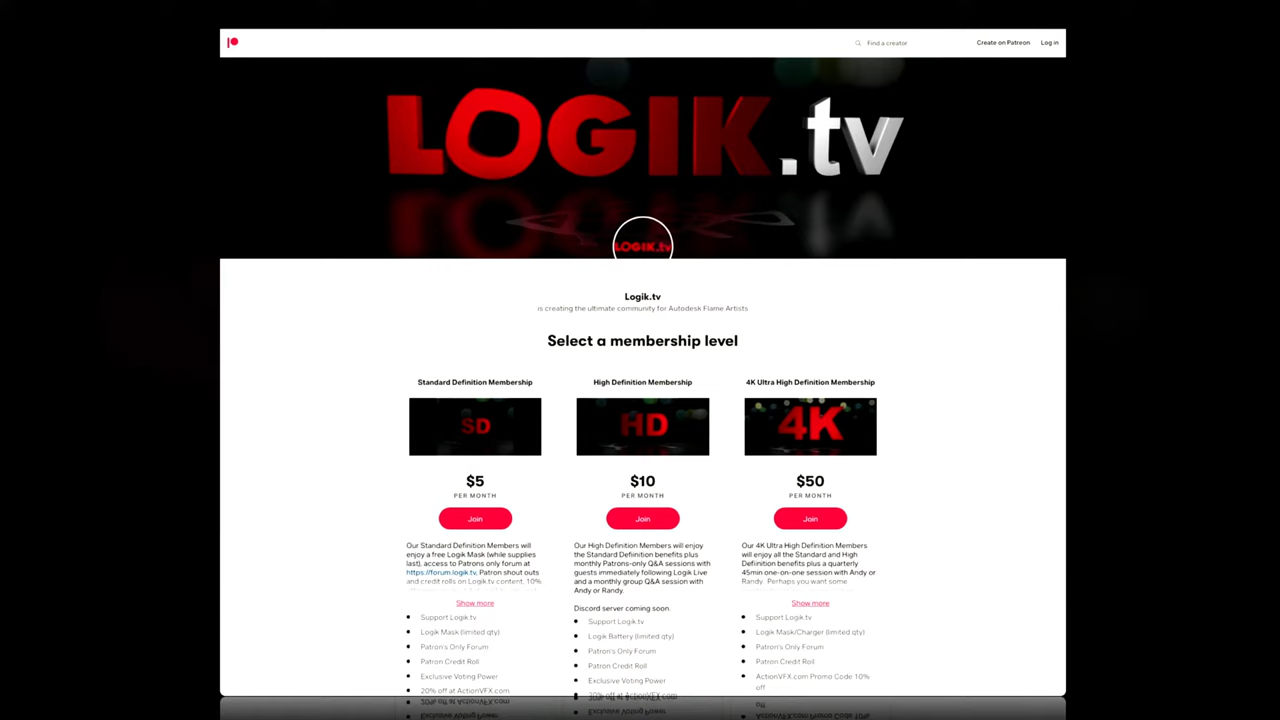 Find a creator
Create on Patreon
Log in
LOGIK.tv
LOGIK.tv
Logik.tv
is creating the ultimate community for Autodesk Flame Artists
Select a membership level
Standard Definition Membership
SD
$5
PER MONTH
Join
Our Standard Definition Members will
enjoy a free Logik Mask (while supplies
last), access to Patrons only forum at
https://forum.logik.tv, Patron shout outs
and credit rolls on Logik.tv content, 10%
Show more
Support Logik.tv
Logik Mask (limited qty)
Patron's Only Forum
Patron Credit Roll
Exclusive Voting Power
20% off at ActionVFX.com
High Definition Membership
HD
$10
PER MONTH
Join
Our High Definition Members will enjoy
the Standard Defiinition benefits plus
monthly Patrons-only Q&A sessions with
guests immediately following Logik Live
and a monthly group Q&A session with
Andy or Randy.
Discord server coming soon.
Support Logik.tv
Logik Battery (limited qty)
Patron's Only Forum
Patron Credit Roll
Exclusive Voting Power
20% off at ActionVFX.com
4K Ultra High Definition Membership
4K
$50
PER MONTH
Join
Our 4K Ultra High Definition Members
will enjoy all the Standard and High
Definition benefits plus a quarterly
45min one-on-one session with Andy or
Randy. Perhaps you want some
Show more
Support Logik.tv
Logik Mask/Charger (limited qty)
Patron's Only Forum
Patron Credit Roll
ActionVFX.com Promo Code 10%
off